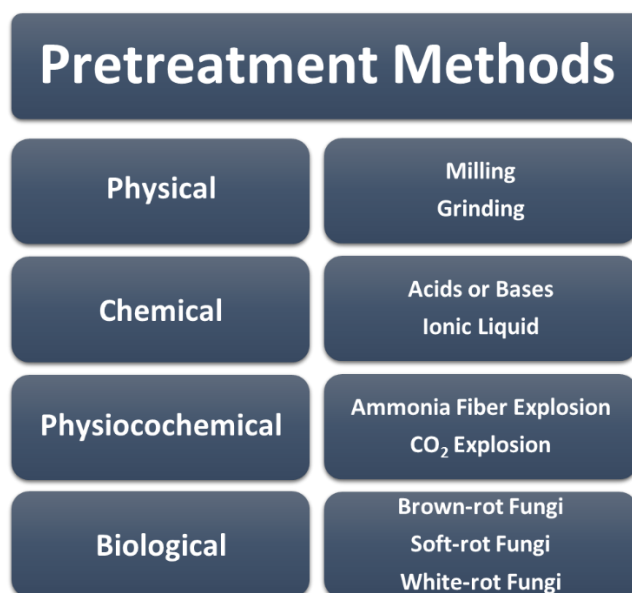 Pretreatment Methods
Physical
Milling
Grinding
Chemical
Acids or Bases
Ionic Liquid
Physiocochemical
Ammonia Fiber Explosion
CO₂ Explosion
Biological
Brown-rot Fungi
Soft-rot Fungi
White-rot Fungi